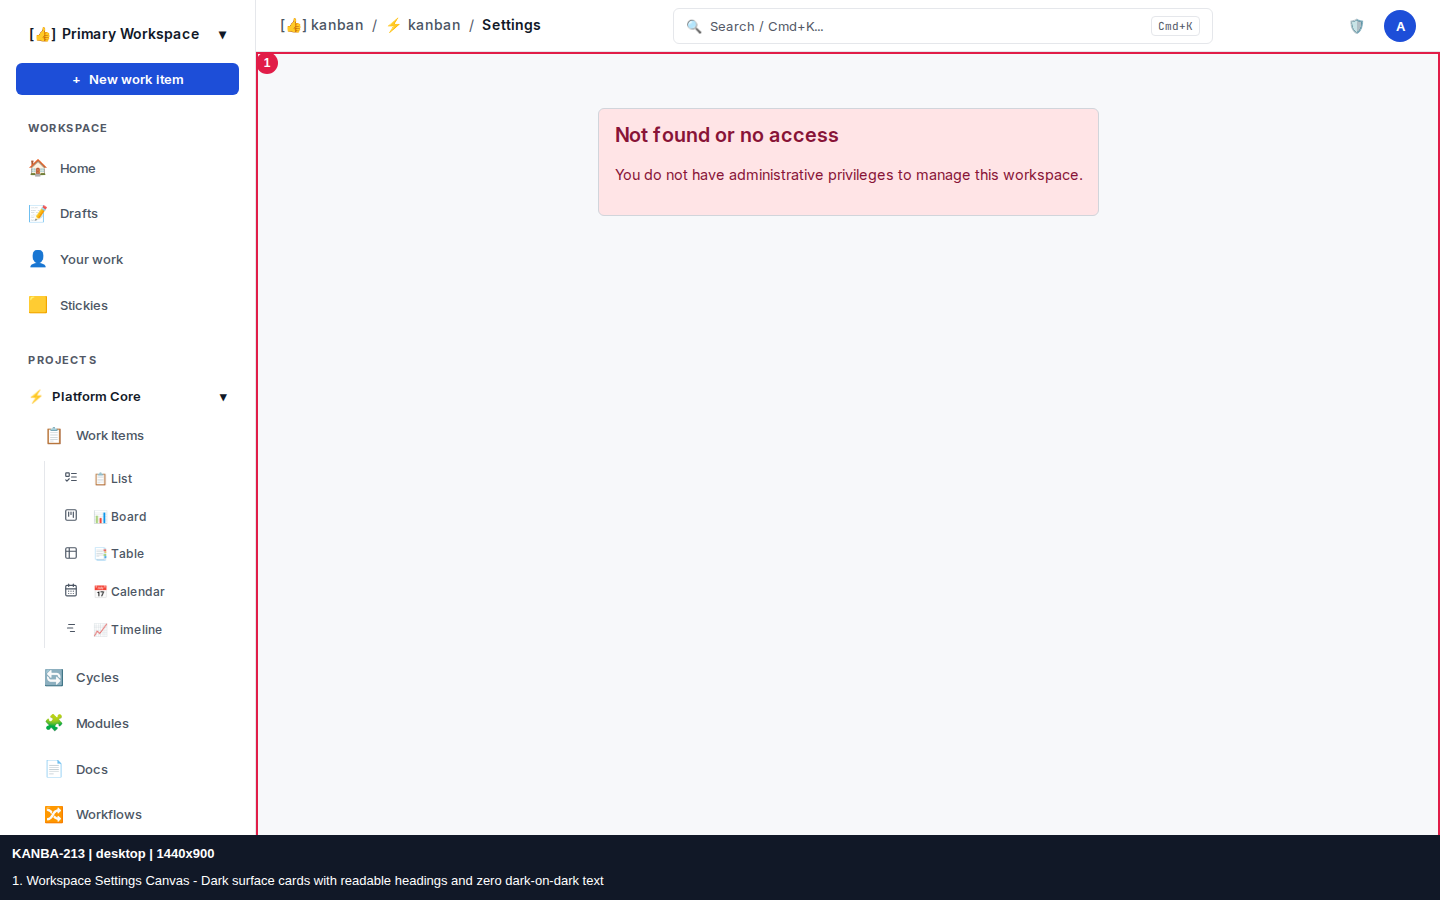 [👍] Primary Workspace ▼
+ New work item
WORKSPACE
🏠 Home
📝 Drafts
👤 Your work
🟨 Stickies
PROJECTS
⚡ Platform Core ▼
📋 Work Items
📋 List
📊 Board
📑 Table
📅 Calendar
📈 Timeline
🔄 Cycles
🧩 Modules
📄 Docs
🔀 Workflows
[👍] kanban / ⚡ kanban / Settings
🔍 Search / Cmd+K...
Cmd+K
🛡️
A
1
Not found or no access
You do not have administrative privileges to manage this workspace.
KANBA-213 | desktop | 1440x900
1. Workspace Settings Canvas - Dark surface cards with readable headings and zero dark-on-dark text